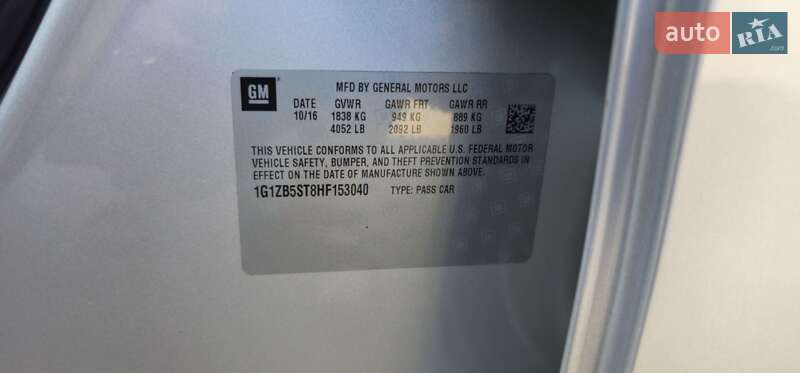 auto RIA
.com
GM
MFD BY GENERAL MOTORS LLC
DATE GVWR GAWR FRT GAWR RR
10/16 1838 KG 949 KG 889 KG
4052 LB 2092 LB 1960 LB
THIS VEHICLE CONFORMS TO ALL APPLICABLE U.S. FEDERAL MOTOR
VEHICLE SAFETY, BUMPER, AND THEFT PREVENTION STANDARDS IN
EFFECT ON THE DATE OF MANUFACTURE SHOWN ABOVE.
1G1ZB5ST8HF153040 TYPE: PASS CAR